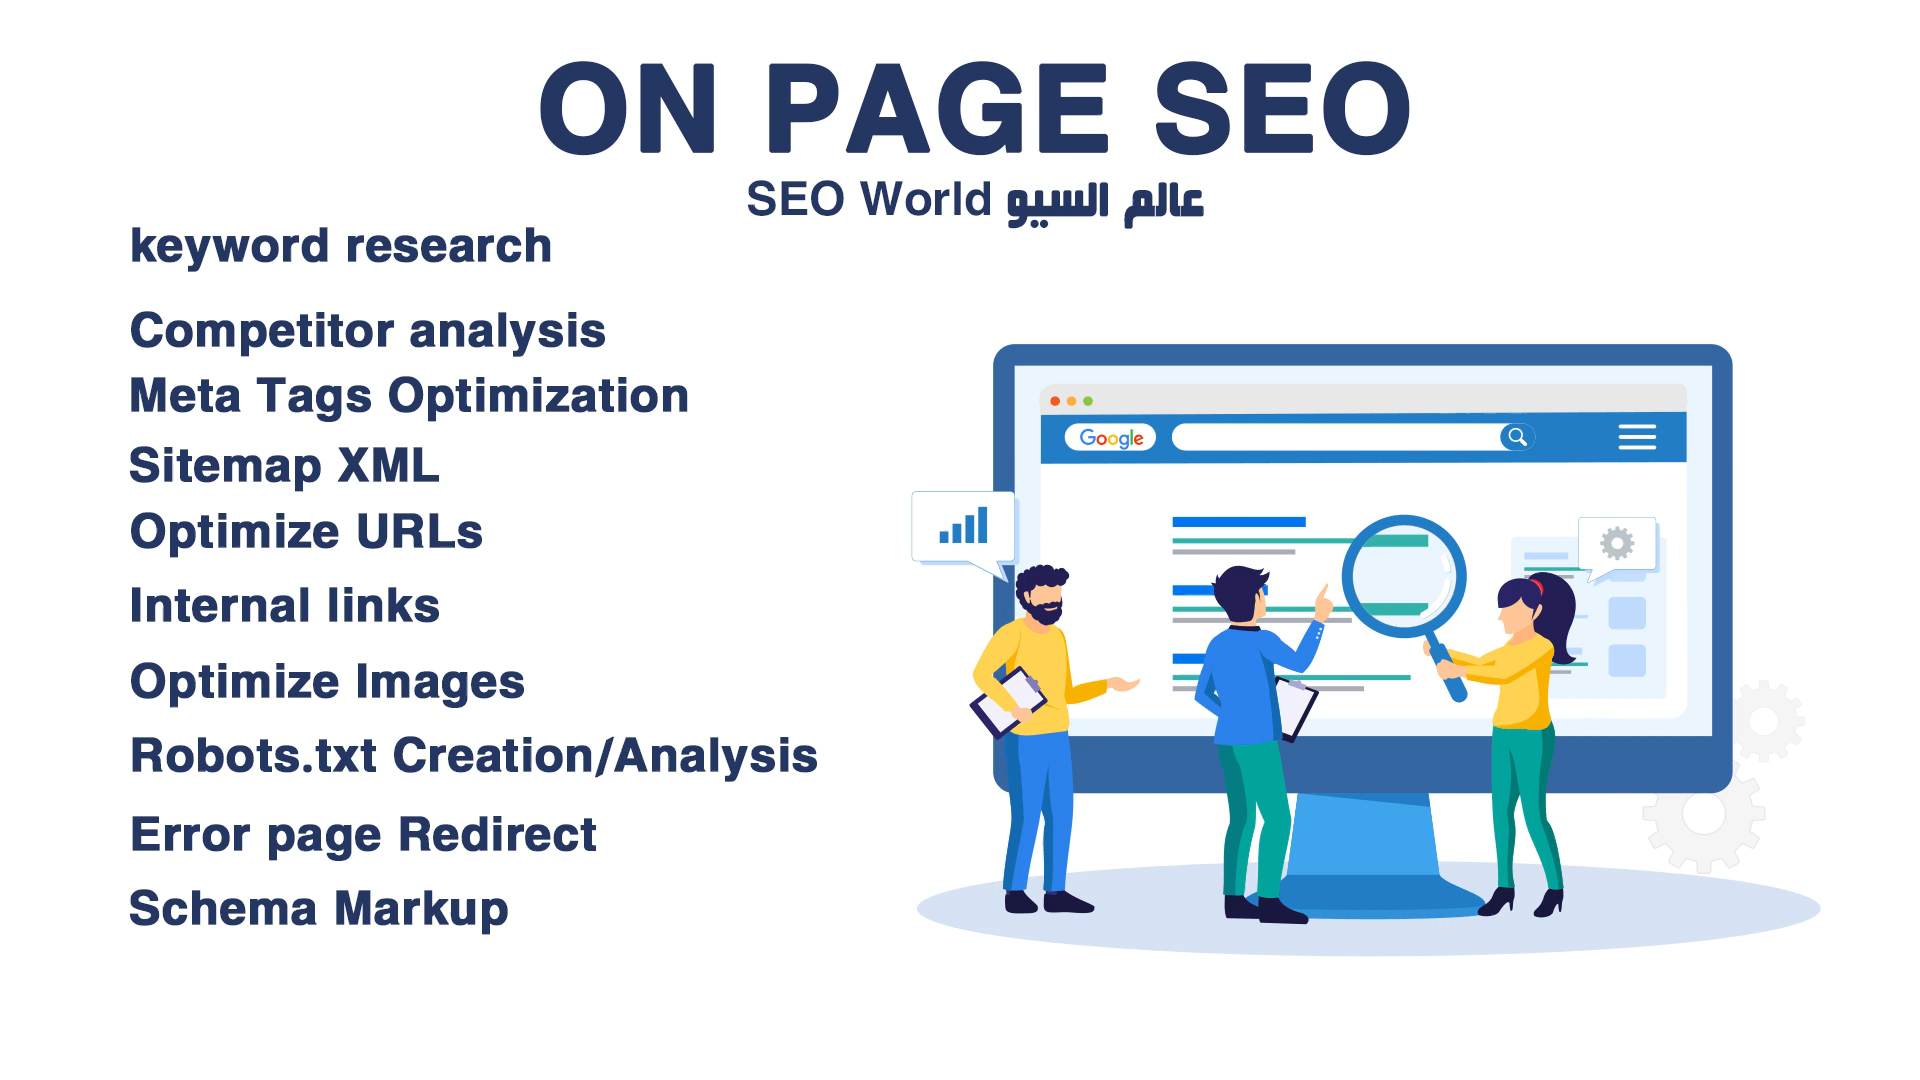 ON PAGE SEO
SEO World عالم السيو
keyword research
Competitor analysis
Meta Tags Optimization
Sitemap XML
Optimize URLs
Internal links
Optimize Images
Robots.txt Creation/Analysis
Error page Redirect
Schema Markup
Google